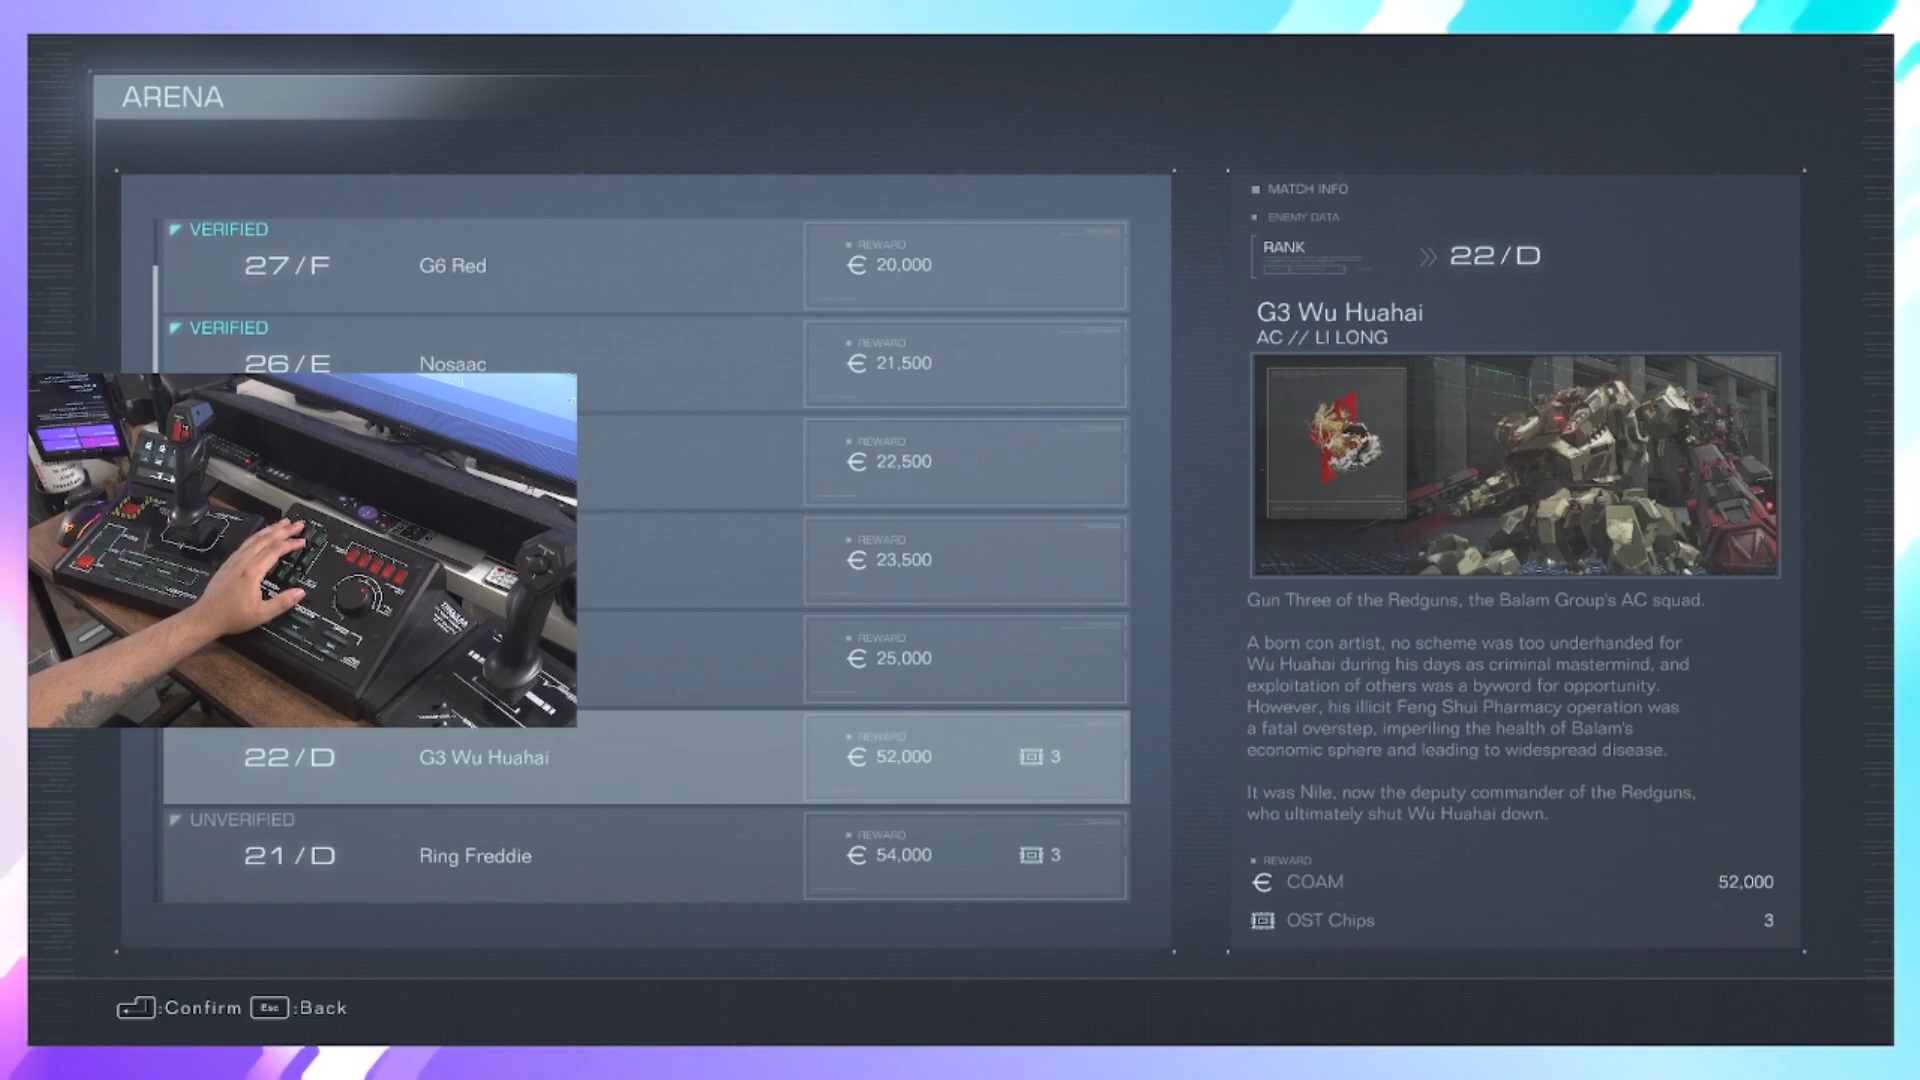 ARENA
VERIFIED
27/F G6 Red
REWARD
20,000
VERIFIED
26/E Nosaac
REWARD
21,500
REWARD
22,500
REWARD
23,500
REWARD
25,000
22/D G3 Wu Huahai
REWARD
52,000 3
UNVERIFIED
21/D Ring Freddie
REWARD
54,000 3
MATCH INFO
ENEMY DATA
RANK 22/D
G3 Wu Huahai
AC // LI LONG
Gun Three of the Redguns, the Balam Group's AC squad.
A born con artist, no scheme was too underhanded for
Wu Huahai during his days as criminal mastermind, and
exploitation of others was a byword for opportunity.
However, his illicit Feng Shui Pharmacy operation was
a fatal overstep, imperiling the health of Balam's
economic sphere and leading to widespread disease.
It was Nile, now the deputy commander of the Redguns,
who ultimately shut Wu Huahai down.
REWARD
COAM 52,000
OST Chips 3
:Confirm Esc :Back